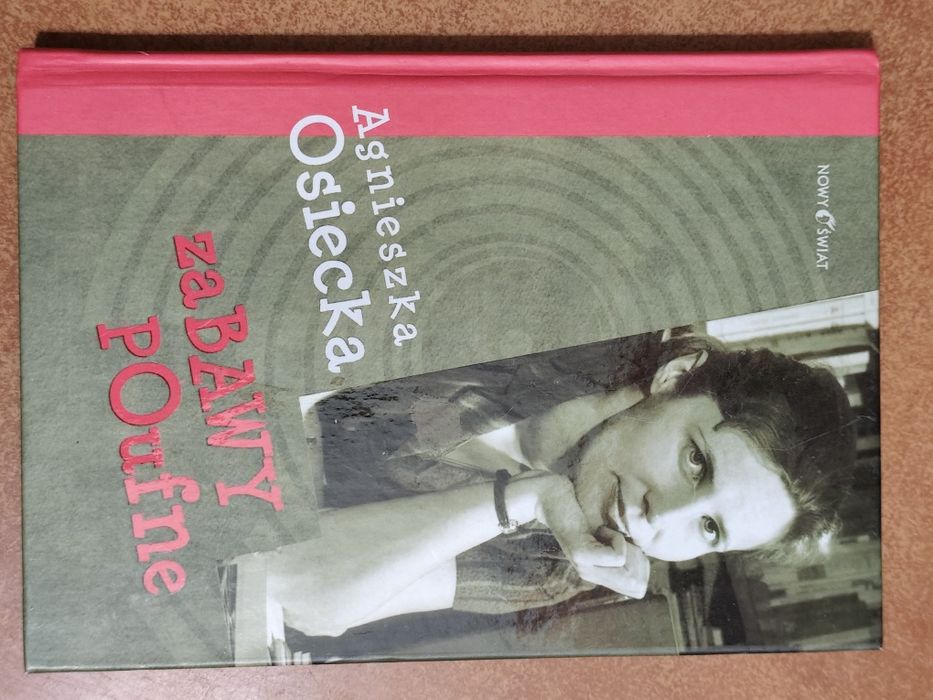 NOWY ŚWIAT
Agnieszka
Osiecka
zaBAWY
POufne